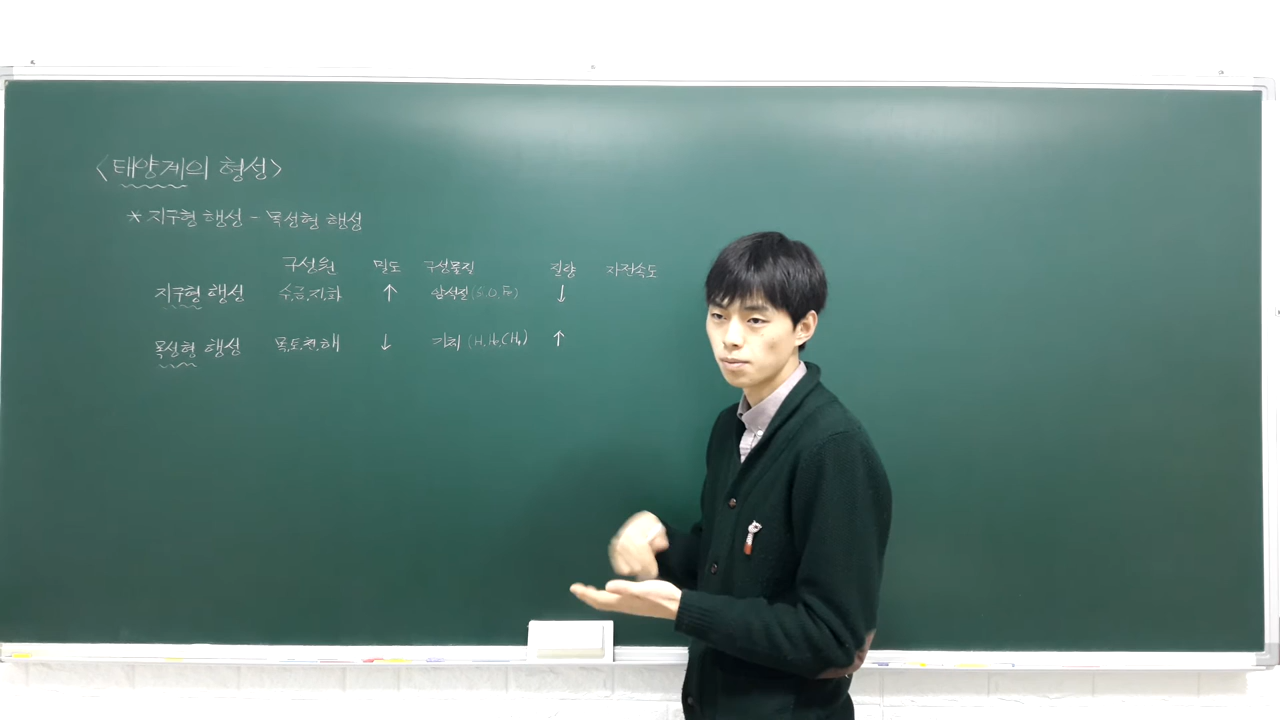 <태양계의 형성>
* 지구형 행성 - 목성형 행성
구성원 밀도 구성물질 질량 자전속도
지구형 행성 수,금,지,화 ↑ 암석질 (Si,O,Fe) ↓
목성형 행성 목,토,천,해 ↓ 기체 (H,He,CH₄) ↑